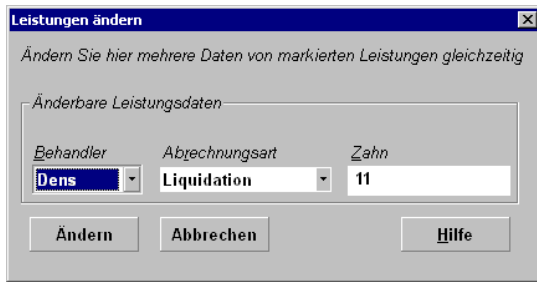 Leistungen ändern
Ändern Sie hier mehrere Daten von markierten Leistungen gleichzeitig
Änderbare Leistungsdaten
Behandler Abrechnungsart Zahn
Dens Liquidation 11
Ändern Abbrechen Hilfe